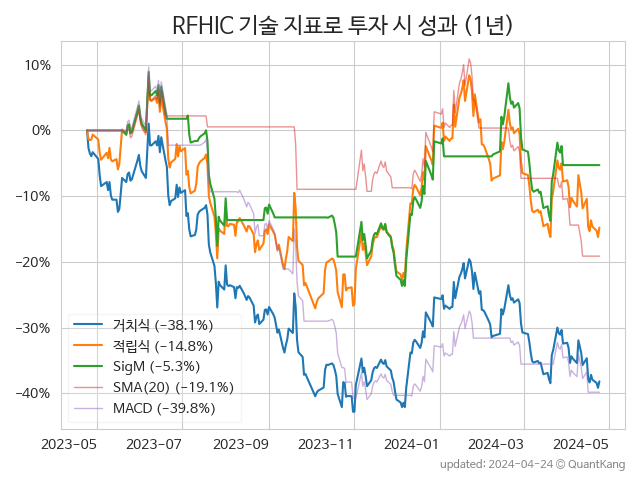 RFHIC 기술 지표로 투자 시 성과 (1년)
10%
0%
−10%
−20%
−30%
−40%
거치식 (−38.1%)
적립식 (−14.8%)
SigM (−5.3%)
SMA(20) (−19.1%)
MACD (−39.8%)
2023-05 2023-07 2023-09 2023-11 2024-01 2024-03 2024-05
updated: 2024-04-24 © QuantKang